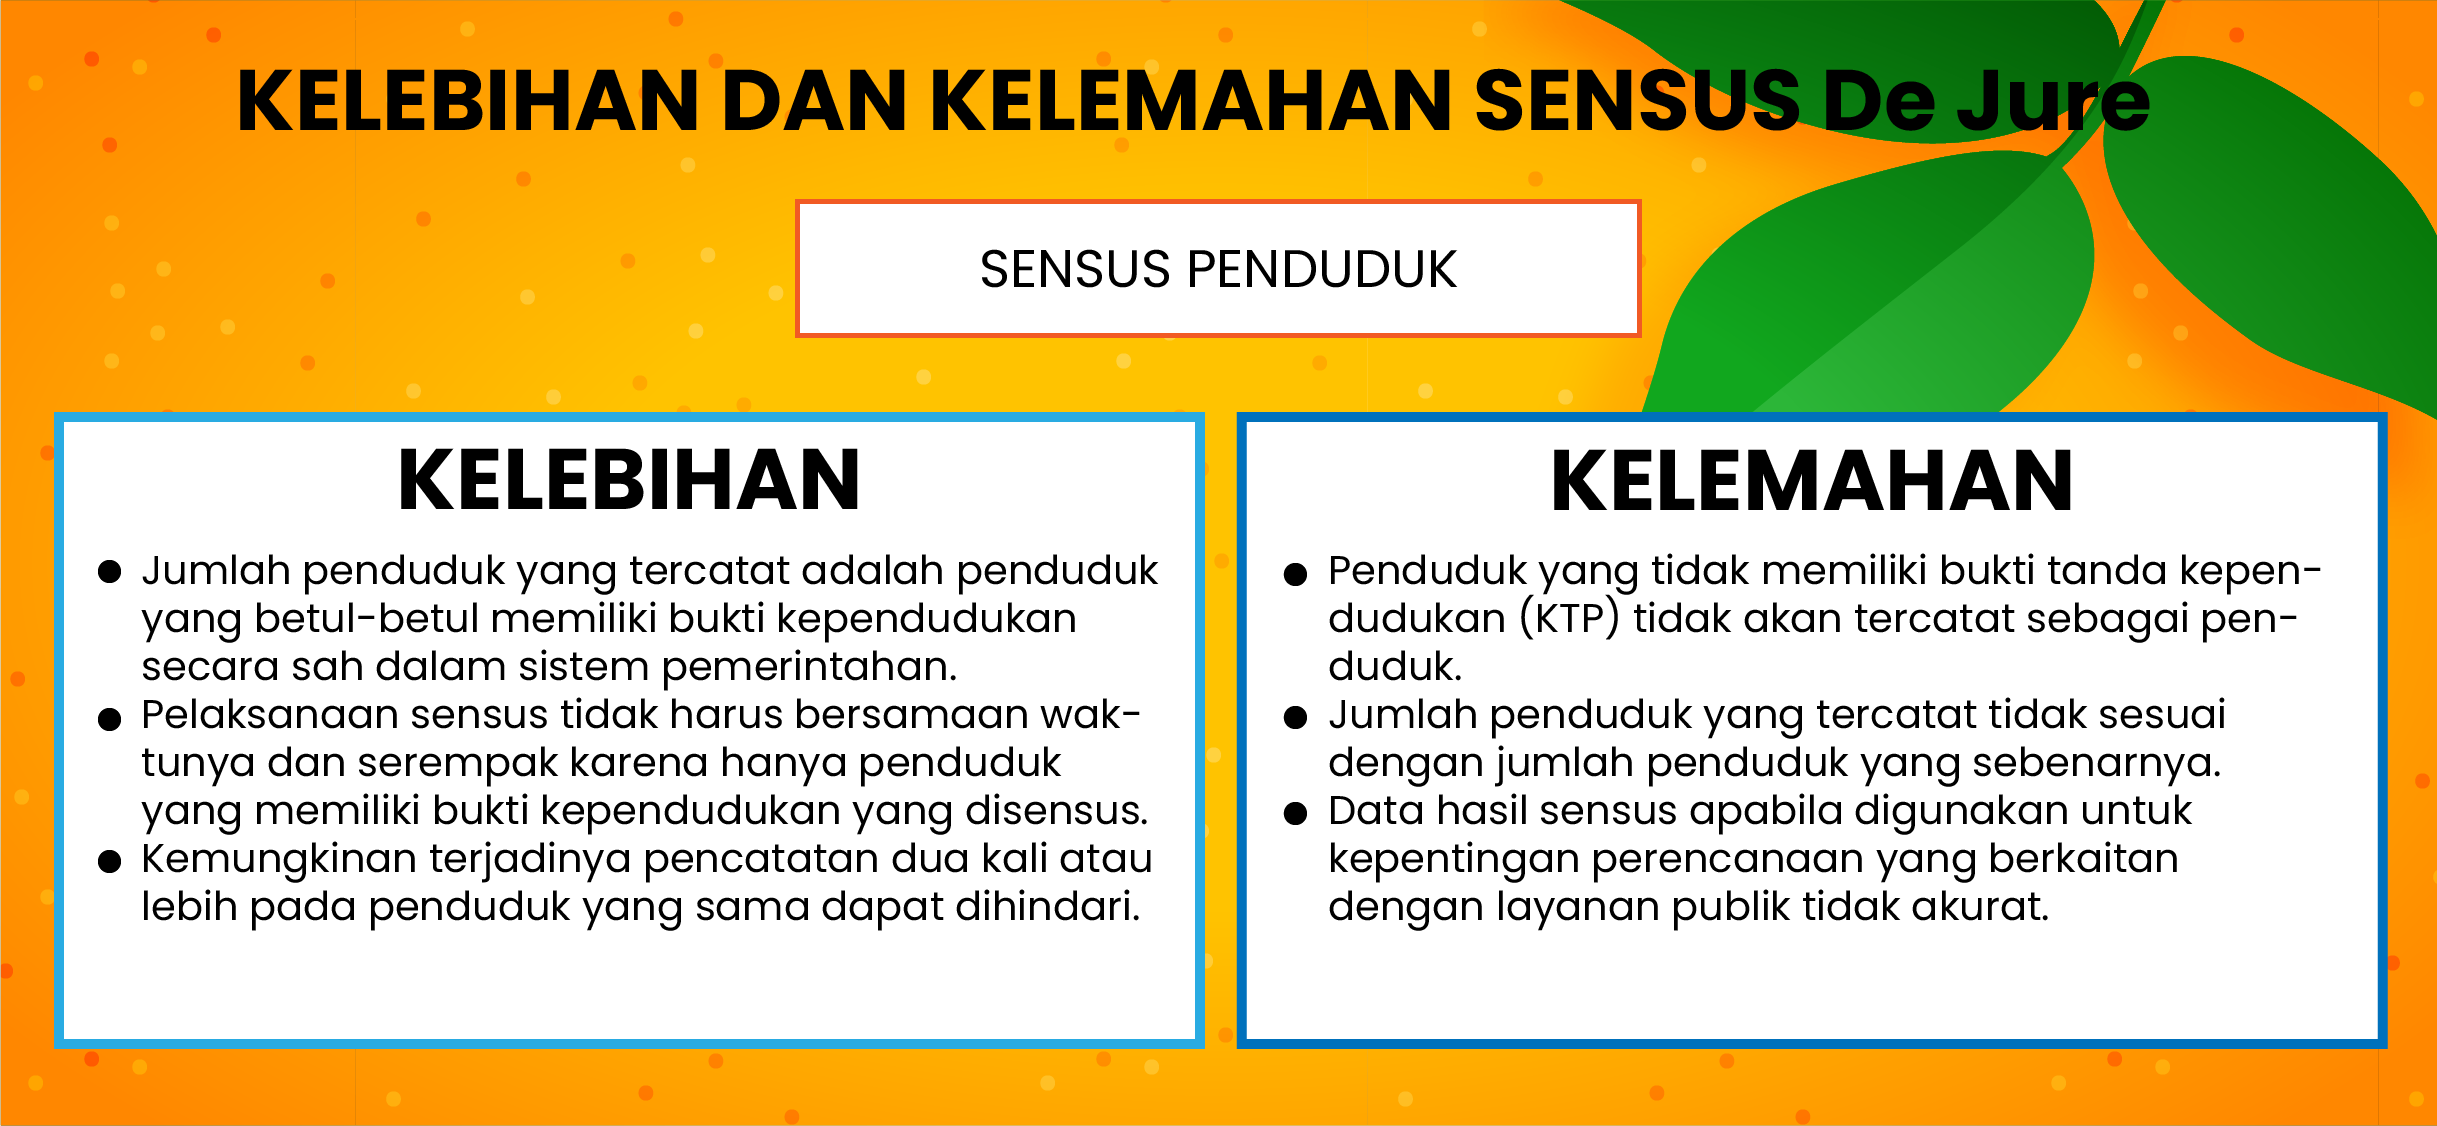 KELEBIHAN DAN KELEMAHAN SENSUS De Jure
SENSUS PENDUDUK
KELEBIHAN
● Jumlah penduduk yang tercatat adalah penduduk
yang betul-betul memiliki bukti kependudukan
secara sah dalam sistem pemerintahan.
● Pelaksanaan sensus tidak harus bersamaan wak-
tunya dan serempak karena hanya penduduk
yang memiliki bukti kependudukan yang disensus.
● Kemungkinan terjadinya pencatatan dua kali atau
lebih pada penduduk yang sama dapat dihindari.
KELEMAHAN
● Penduduk yang tidak memiliki bukti tanda kepen-
dudukan (KTP) tidak akan tercatat sebagai pen-
duduk.
● Jumlah penduduk yang tercatat tidak sesuai
dengan jumlah penduduk yang sebenarnya.
● Data hasil sensus apabila digunakan untuk
kepentingan perencanaan yang berkaitan
dengan layanan publik tidak akurat.